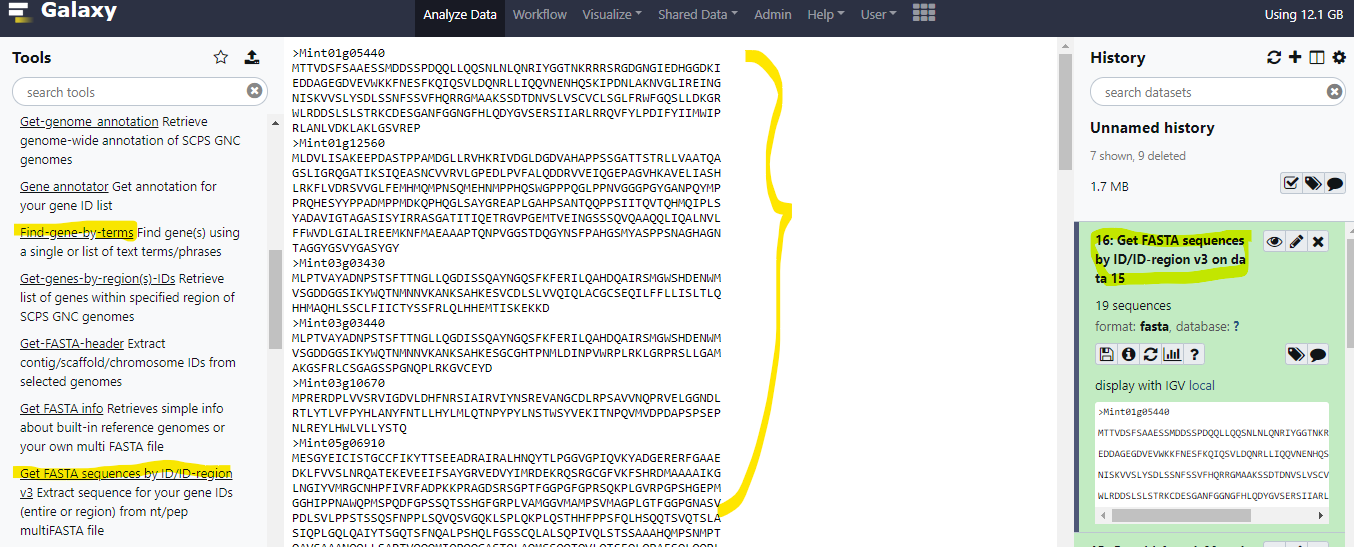 Galaxy
Analyze Data Workflow Visualize Shared Data Admin Help User
Using 12.1 GB
Tools
search tools
Get-genome annotation Retrieve
genome-wide annotation of SCPS GNC
genomes
Gene annotator Get annotation for
your gene ID list
Find-gene-by-terms Find gene(s) using
a single or list of text terms/phrases
Get-genes-by-region(s)-IDs Retrieve
list of genes within specified region of
SCPS GNC genomes
Get-FASTA-header Extract
contig/scaffold/chromosome IDs from
selected genomes
Get FASTA info Retrieves simple info
about built-in reference genomes or
your own multi FASTA file
Get FASTA sequences by ID/ID-region
v3 Extract sequence for your gene IDs
(entire or region) from nt/pep
multiFASTA file
>Mint01g05440
MTTVDSFSAAESSMDDSSPDQQLLQQSNLNLQNRIYGGTNKRRRSRGDGNGIEDHGGDKI
EDDAGEGDVEVWKKFNESFKQIQSVLDQNRLLIQQVNENHQSKIPDNLAKNVGLIREING
NISKVVSLYSDLSSNFSSVFHQRRGMAAKSSDTDNVSLVSCVCLSGLFRWFGQSLLDKGR
WLRDDSLSLSTRKCDESGANFGGNGFHLQDYGVSERSIIARLRRQVFYLPDIFYIIMWIP
RLANLVDKLAKLGSVREP
>Mint01g12560
MLDVLISAKEEPDASTPPAMDGLLRVHKRIVDGLDGDVAHAPPSSGATTSTRLLVAATQA
GSLIGRQGATIKSIQEASNCVVRVLGPEDLPVFALQDDRVVEIQGEPAGVHKAVELIASH
LRKFLVDRSVVGLFEMHMQMPNSQMEHNMPPHQSWGPPPQGLPPNVGGGPGYGANPQYMP
PRQHESYYPPADMPPMDKQPHQGLSAYGREAPLGAHPSANTQQPPSIITQVTQHMQIPLS
YADAVIGTAGASISYIRRASGATITIQETRGVPGEMTVEINGSSSQVQAAQQLIQALNVL
FFWVDLGIALIREEMKNFMAEAAAPTQNPVGGSTDQGYNSFPAHGSMYASPPSNAGHAGN
TAGGYGSVYGASYGY
>Mint03g03430
MLPTVAYADNPSTSFTTNGLLQGDISSQAYNGQSFKFERILQAHDQAIRSMGWSHDENWM
VSGDDGGSIKYWQTNMNNVKANKSAHKESVCDLSLVVQIQLACGCSEQILFFLLISLTLQ
HHMAQHLSSCLFIICTYSSFRLQLHHEMTISKEKKD
>Mint03g03440
MLPTVAYADNPSTSFTTNGLLQGDISSQAYNGQSFKFERILQAHDQAIRSMGWSHDENWM
VSGDDGGSIKYWQTNMNNVKANKSAHKESGCGHTPNMLDINPVWRPLRKLGRPRSLLGAM
AKGSFRLCSGAGSSPGNQPLRKGVCEYD
>Mint03g10670
MPRERDPLVVSRVIGDVLDHFNRSIAIRVIYNSREVANGCDLRPSAVVNQPRVELGGNDL
RTLYTLVFPYHLANYFNTLLHYLMLQTNPYPYLNSTWSYVEKITNPQVMVDPDAPSPSEP
NLREYLHWLVLLYSTQ
>Mint05g06910
MESGYEICISTGCCFIKYTTSEEADRAIRALHNQYTLPGGVGPIQVKYADGERERFGAAE
DKLFVVSLNRQATEKEVEEIFSAYGRVEDVYIMRDEKRQSRGCGFVKFSHRDMAAAAIKG
LNGIYVMRGCNHPFIVRFADPKKPRAGDSRSGPTFGGPGFGPRSQKPLGVRPGPSHGEPM
GGHIPPNAWQPMSPQDFGPSSQTSSHGFGRPLVAMGGVMAMPSVMAGPLGTFGGPGNASV
PDLSVLPPSTSSQSFNPPLSQVQSVGQKLSPLQKPLQSTHHFPPSFQLHSQQTSVQTSLA
SIQPLGQLQAIYTSGQTSFNQALPSHQLFGSSCQLALSQPIVQLSTSSAAAHQMPSNMPT
History
search datasets
Unnamed history
7 shown, 9 deleted
1.7 MB
16: Get FASTA sequences
by ID/ID-region v3 on da
ta 15
19 sequences
format: fasta, database: ?
display with IGV local
>Mint01g05440
MTTVDSFSAAESSMDDSSPDQQLLQQSNLNLQNRIYGGTNKR
EDDAGEGDVEVWKKFNESFKQIQSVLDQNRLLIQQVNENHQS
NISKVVSLYSDLSSNFSSVFHQRRGMAAKSSDTDNVSLVSCV
WLRDDSLSLSTRKCDESGANFGGNGFHLQDYGVSERSIIARL